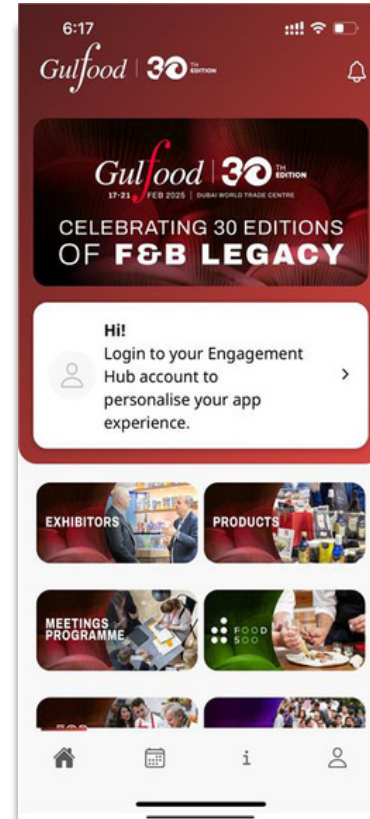 6:17
Gulfood 30 TH EDITION
Gulfood 30 TH EDITION
17-21 FEB 2025 | DUBAI WORLD TRADE CENTRE
CELEBRATING 30 EDITIONS
OF F&B LEGACY
Hi!
Login to your Engagement
Hub account to
personalise your app
experience.
EXHIBITORS
PRODUCTS
MEETINGS
PROGRAMME
FOOD
500